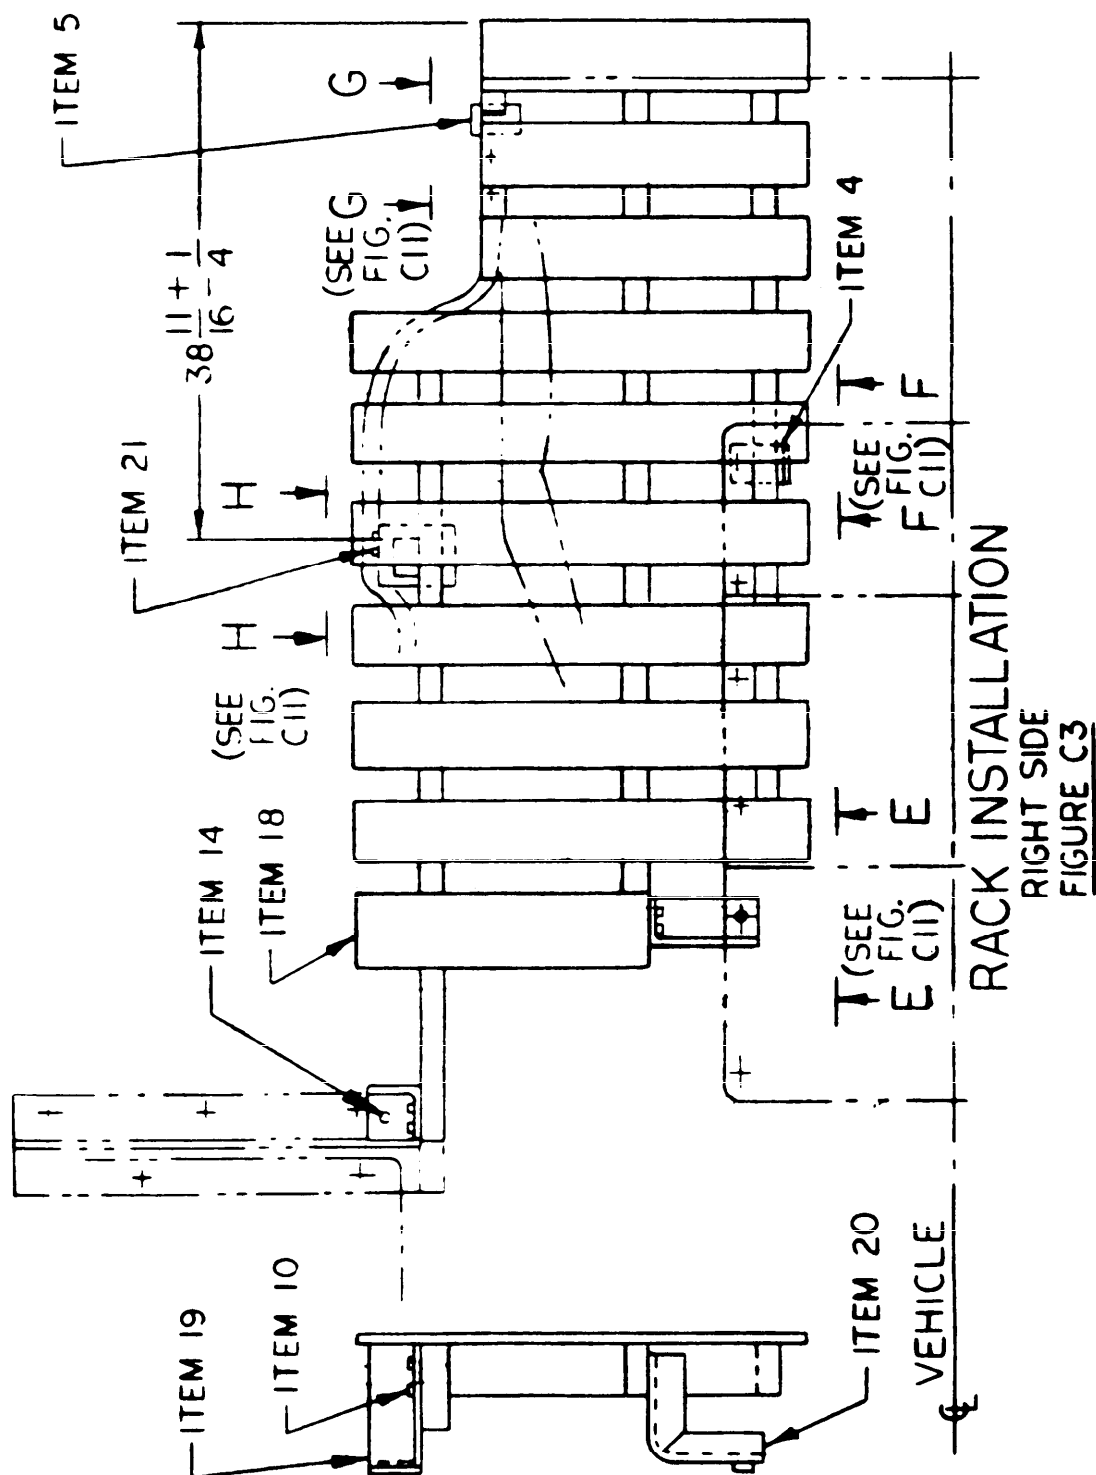 ITEM 5
38 11/16 + 1/4 -
G
G
(SEE
FIG.
C11)
ITEM 4
ITEM 21
H
H
(SEE
FIG.
C11)
F
F
(SEE
FIG.
C11)
ITEM 14
ITEM 18
E
E
(SEE
FIG.
C11)
ITEM 19
ITEM 10
ITEM 20
℄ VEHICLE
RACK INSTALLATION
RIGHT SIDE
FIGURE C3